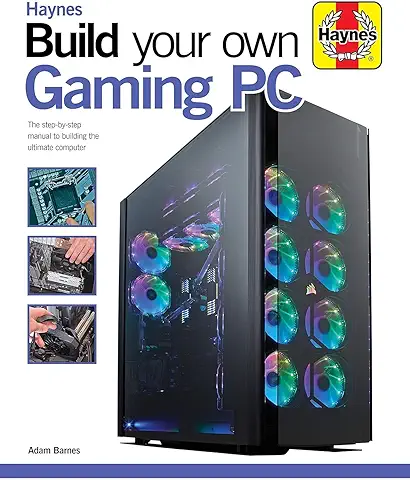 Haynes
Haynes
Build your own
Gaming PC
The step-by-step
manual to building the
ultimate computer
Adam Barnes